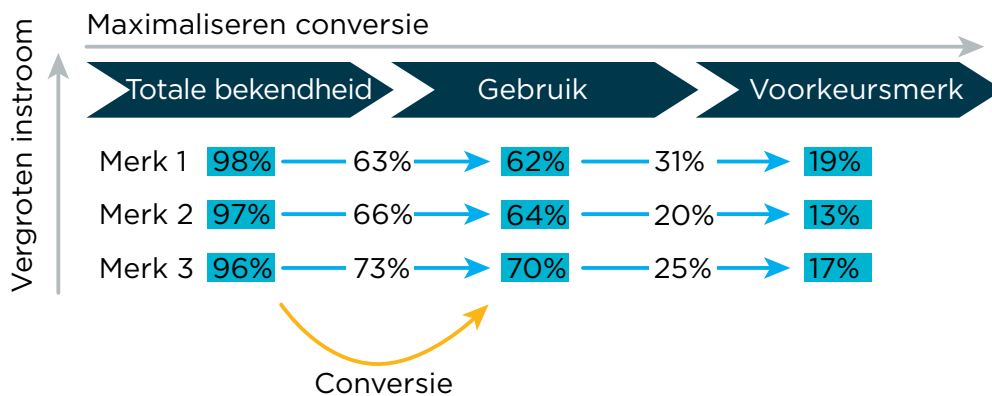 Maximaliseren conversie
Vergroten instroom
Totale bekendheid Gebruik Voorkeursmerk
Merk 1 98% 63% 62% 31% 19%
Merk 2 97% 66% 64% 20% 13%
Merk 3 96% 73% 70% 25% 17%
Conversie